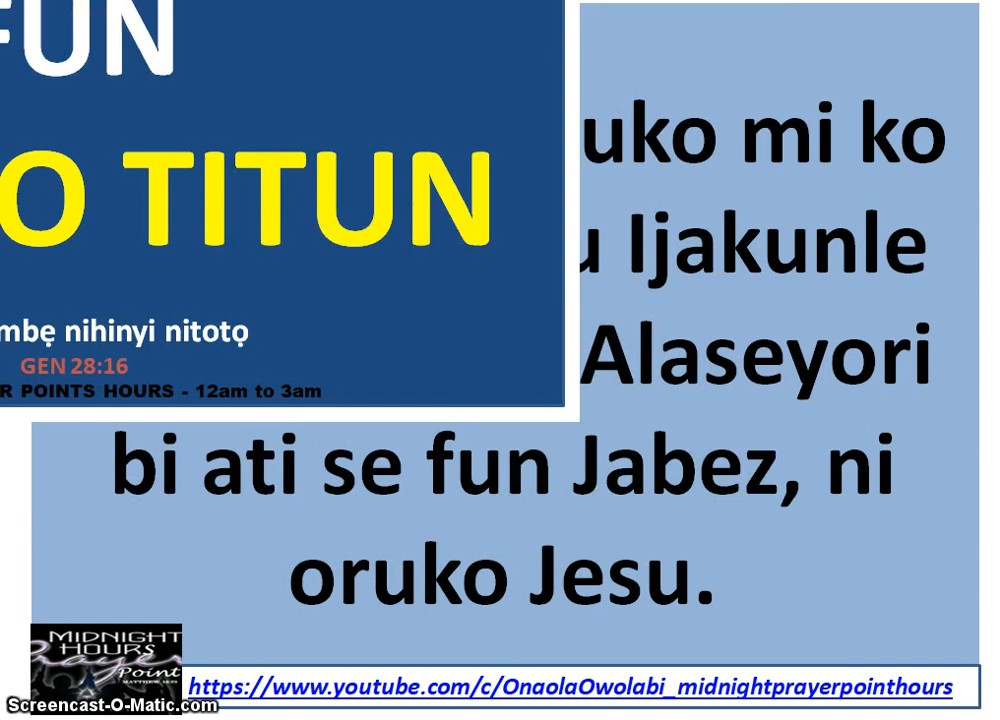 FUN
O TITUN
mbẹ nihinyi nitotọ
GEN 28:16
R POINTS HOURS - 12am to 3am
uko mi ko
u Ijakunle
Alaseyori
bi ati se fun Jabez, ni
oruko Jesu.
MIDNIGHT
HOURS
Prayer
Point
https://www.youtube.com/c/OnaolaOwolabi_midnightprayerpointhours
Screencast-O-Matic.com